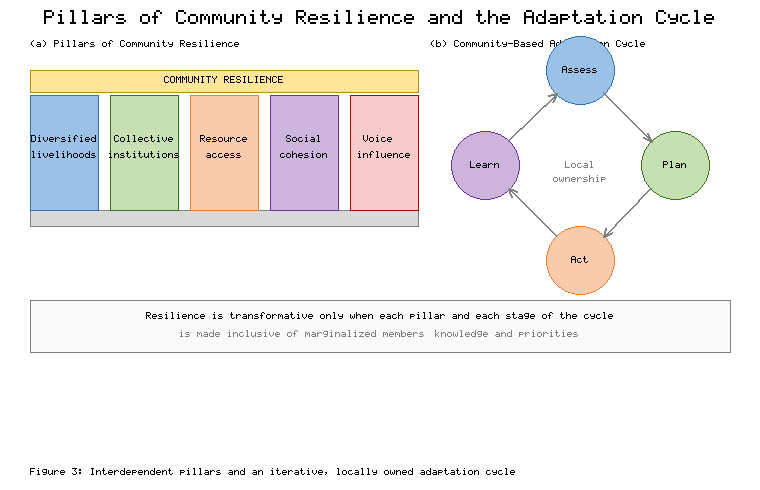 Pillars of Community Resilience and the Adaptation Cycle
(a) Pillars of Community Resilience
COMMUNITY RESILIENCE
Diversified
livelihoods
Collective
institutions
Resource
access
Social
cohesion
Voice
influence
(b) Community-Based Cycle
Assess
Plan
Act
Learn
Local
ownership
Resilience is transformative only when each pillar and each stage of the cycle
is made inclusive of marginalized members knowledge and priorities
Figure 3: Interdependent pillars and an iterative, locally owned adaptation cycle